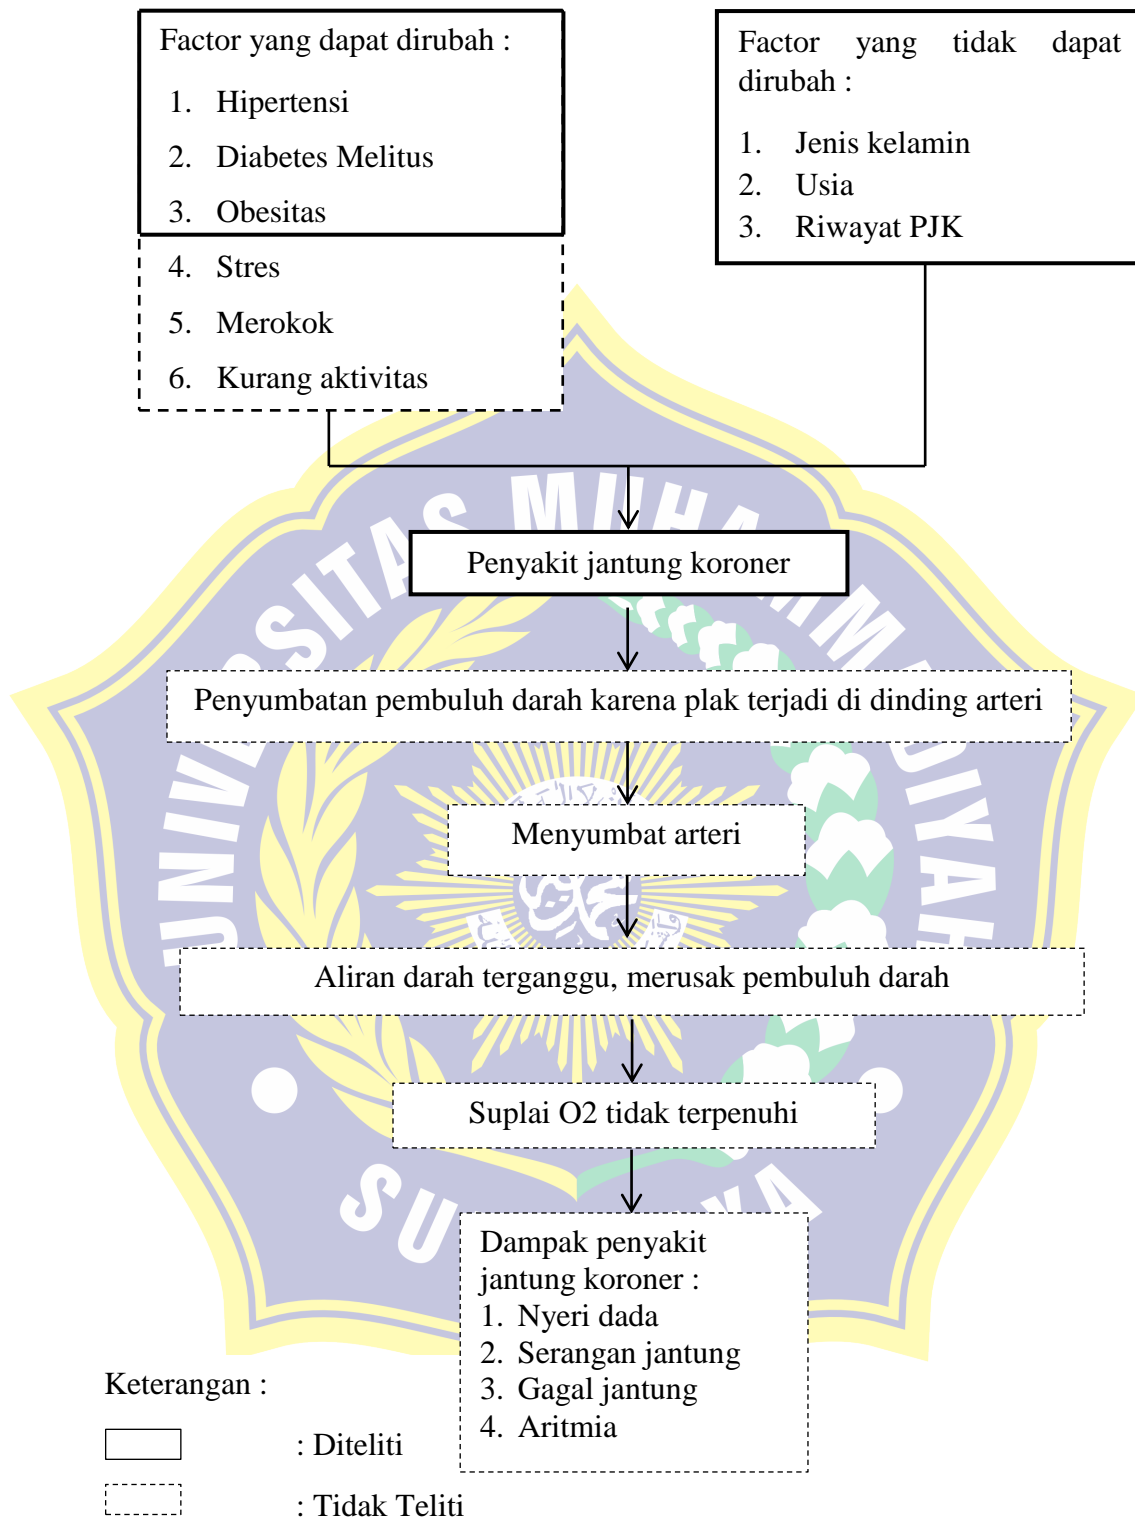 Factor yang dapat dirubah :
1. Hipertensi
2. Diabetes Melitus
3. Obesitas
4. Stres
5. Merokok
6. Kurang aktivitas
Factor yang tidak dapat
dirubah :
1. Jenis kelamin
2. Usia
3. Riwayat PJK
Penyakit jantung koroner
Penyumbatan pembuluh darah karena plak terjadi di dinding arteri
Menyumbat arteri
Aliran darah terganggu, merusak pembuluh darah
Suplai O2 tidak terpenuhi
Dampak penyakit
jantung koroner :
1. Nyeri dada
2. Serangan jantung
3. Gagal jantung
4. Aritmia
Keterangan :
: Diteliti
: Tidak Teliti
UNIVERSITAS MUHAMMADIYAH